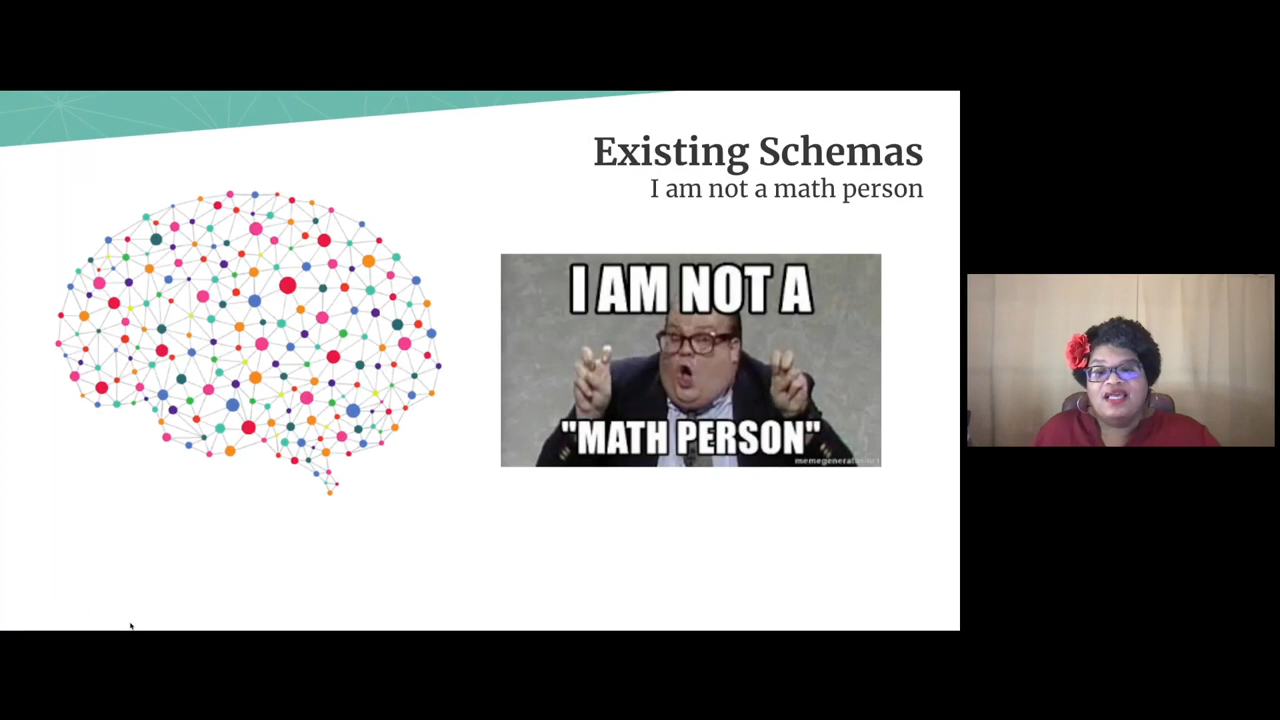 Existing Schemas
I am not a math person
I AM NOT A
"MATH PERSON"